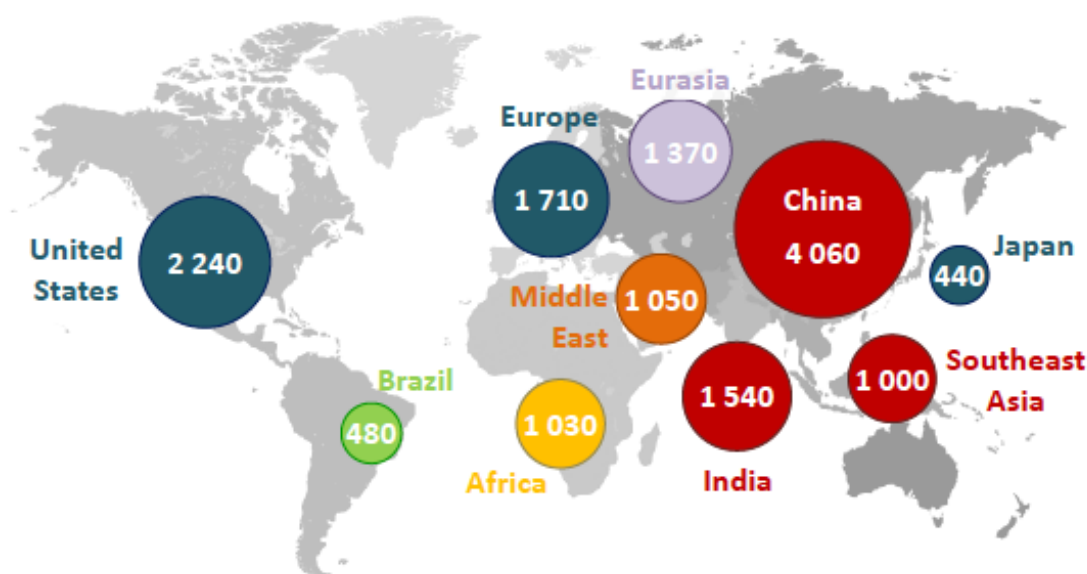 Eurasia
1 370
Europe
1 710
China
4 060
United
States
2 240
Japan
440
Middle
East
1 050
Brazil
480
Africa
1 030
India
1 540
Southeast
Asia
1 000